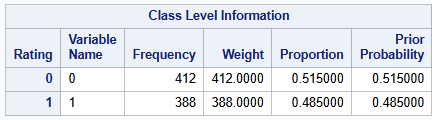 Class Level Information
Rating Variable Name Frequency Weight Proportion Prior Probability
0 0 412 412.0000 0.515000 0.515000
1 1 388 388.0000 0.485000 0.485000